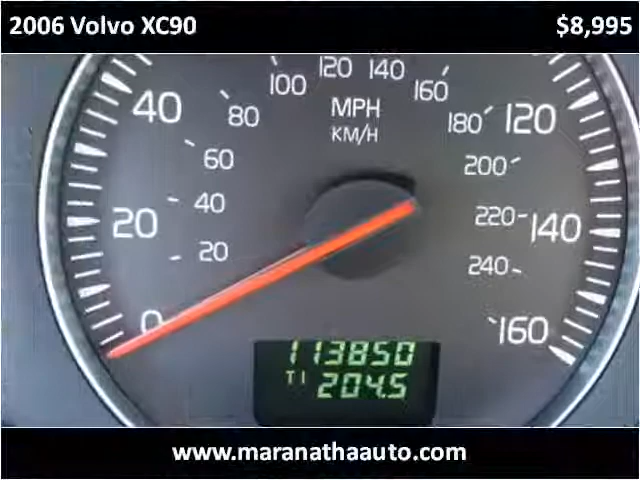 2006 Volvo XC90 $8,995
100 120 140 160
40 80 MPH 180 120
KM/H
60 200
20 40 220 140
20 240
0 160
113850
T1 204.5
www.maranathaauto.com